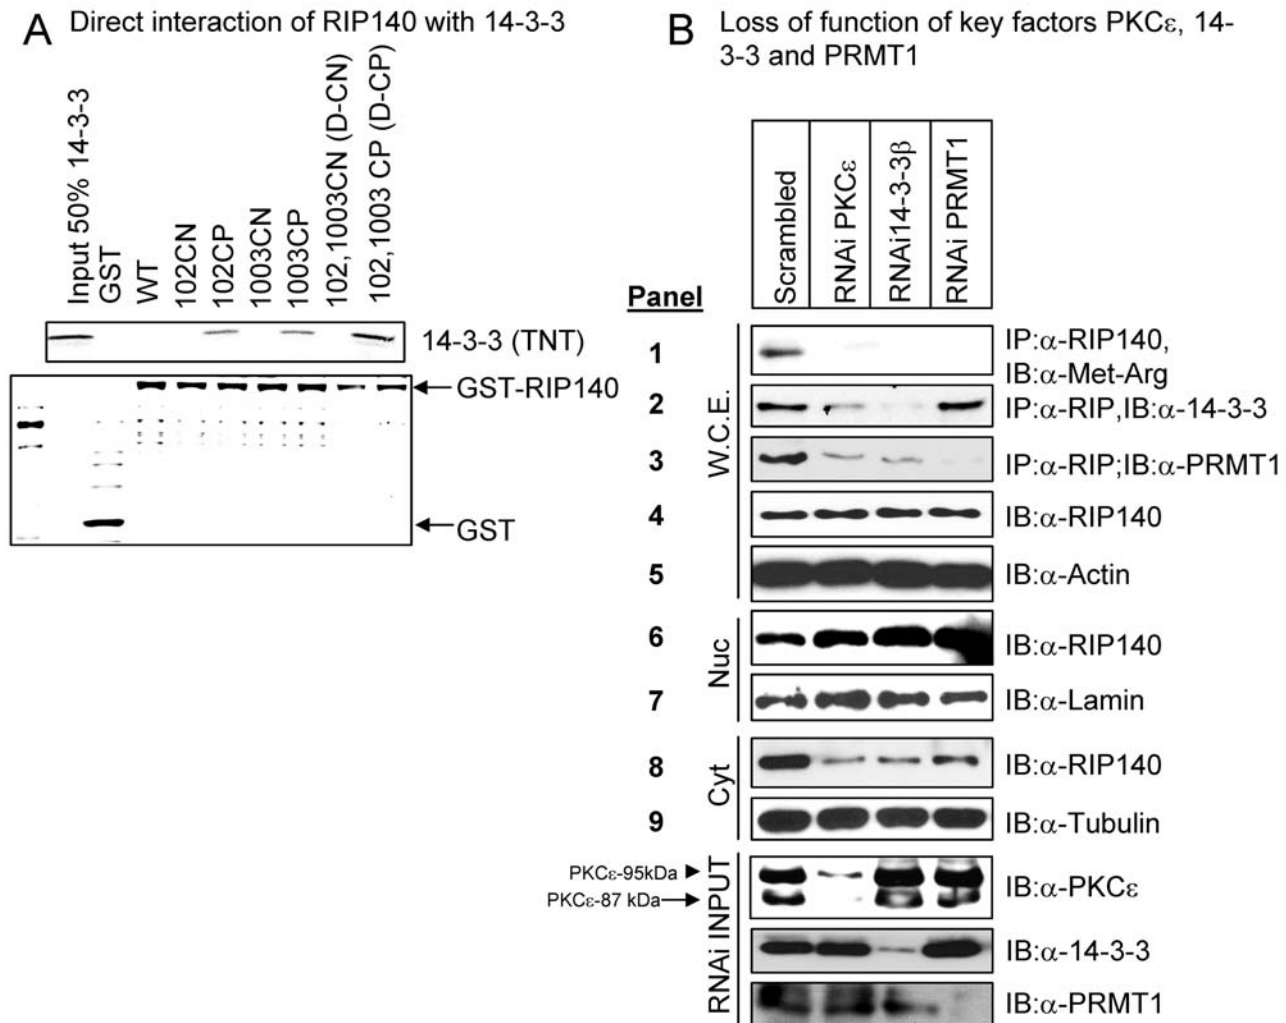 A Direct interaction of RIP140 with 14-3-3
Input 50% 14-3-3
GST
WT
102CN
102CP
1003CN
1003CP
102,1003CN (D-CN)
102,1003 CP (D-CP)
14-3-3 (TNT)
GST-RIP140
GST
B Loss of function of key factors PKCε, 14-
3-3 and PRMT1
Scrambled
RNAi PKCε
RNAi14-3-3β
RNAi PRMT1
Panel
W.C.E.
1
IP:α-RIP140,
IB:α-Met-Arg
2
IP:α-RIP,IB:α-14-3-3
3
IP:α-RIP;IB:α-PRMT1
4
IB:α-RIP140
5
IB:α-Actin
Nuc
6
IB:α-RIP140
7
IB:α-Lamin
Cyt
8
IB:α-RIP140
9
IB:α-Tubulin
RNAi INPUT
PKCε-95kDa
PKCε-87 kDa
IB:α-PKCε
IB:α-14-3-3
IB:α-PRMT1